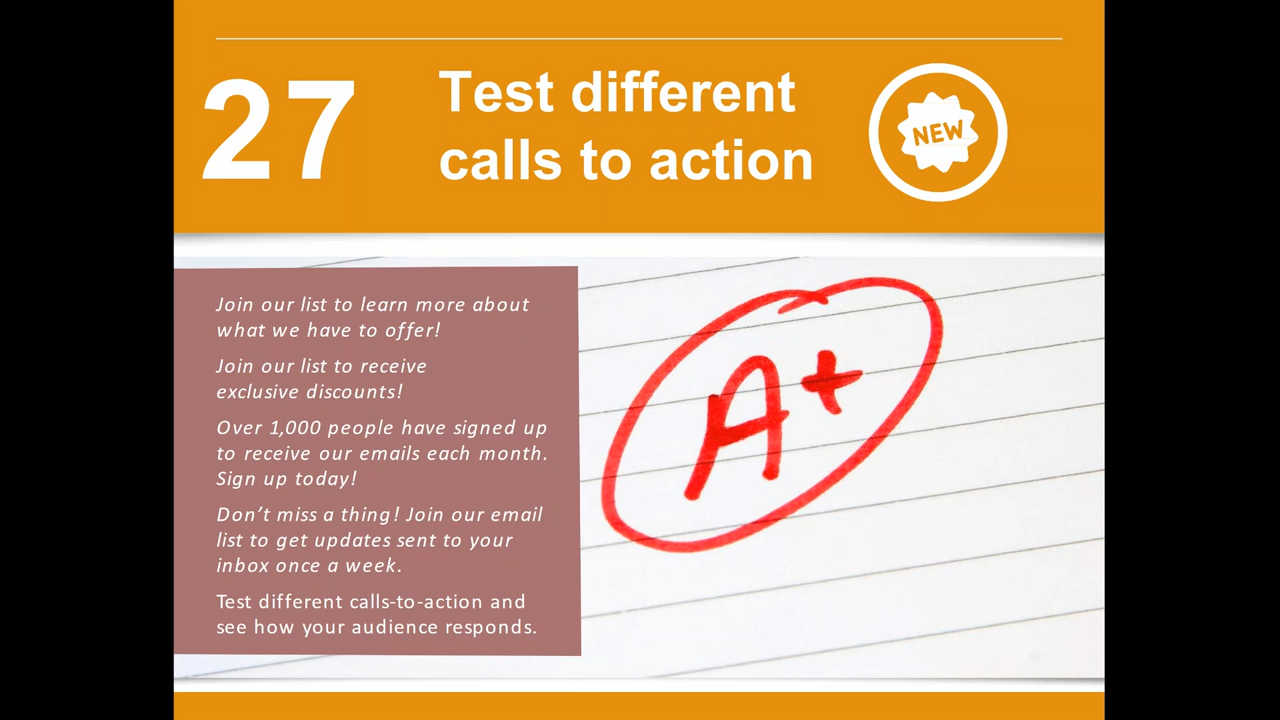 27
Test different
calls to action
NEW
Join our list to learn more about
what we have to offer!
Join our list to receive
exclusive discounts!
Over 1,000 people have signed up
to receive our emails each month.
Sign up today!
Don’t miss a thing! Join our email
list to get updates sent to your
inbox once a week.
Test different calls-to-action and
see how your audience responds.
A+